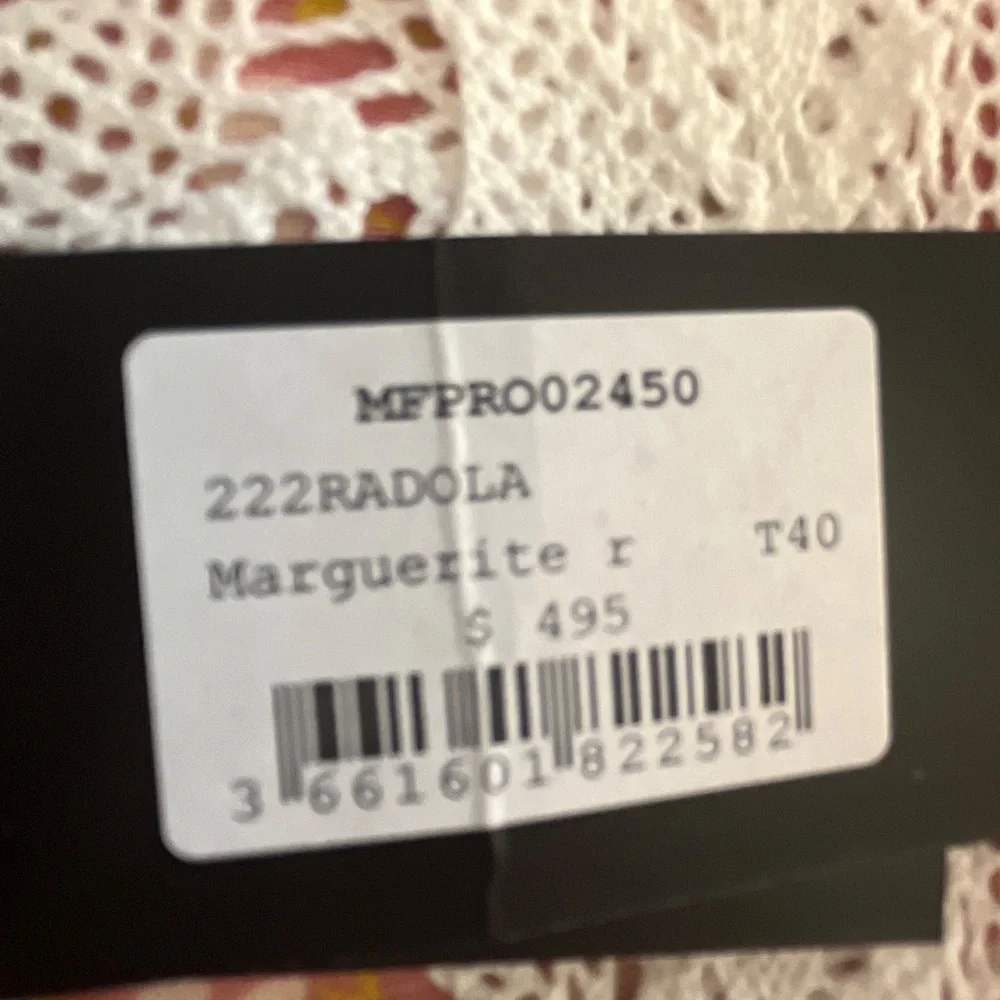 MFPRO02450
222RADOLA
Marguerite r T40
$ 495
3 661601 822582